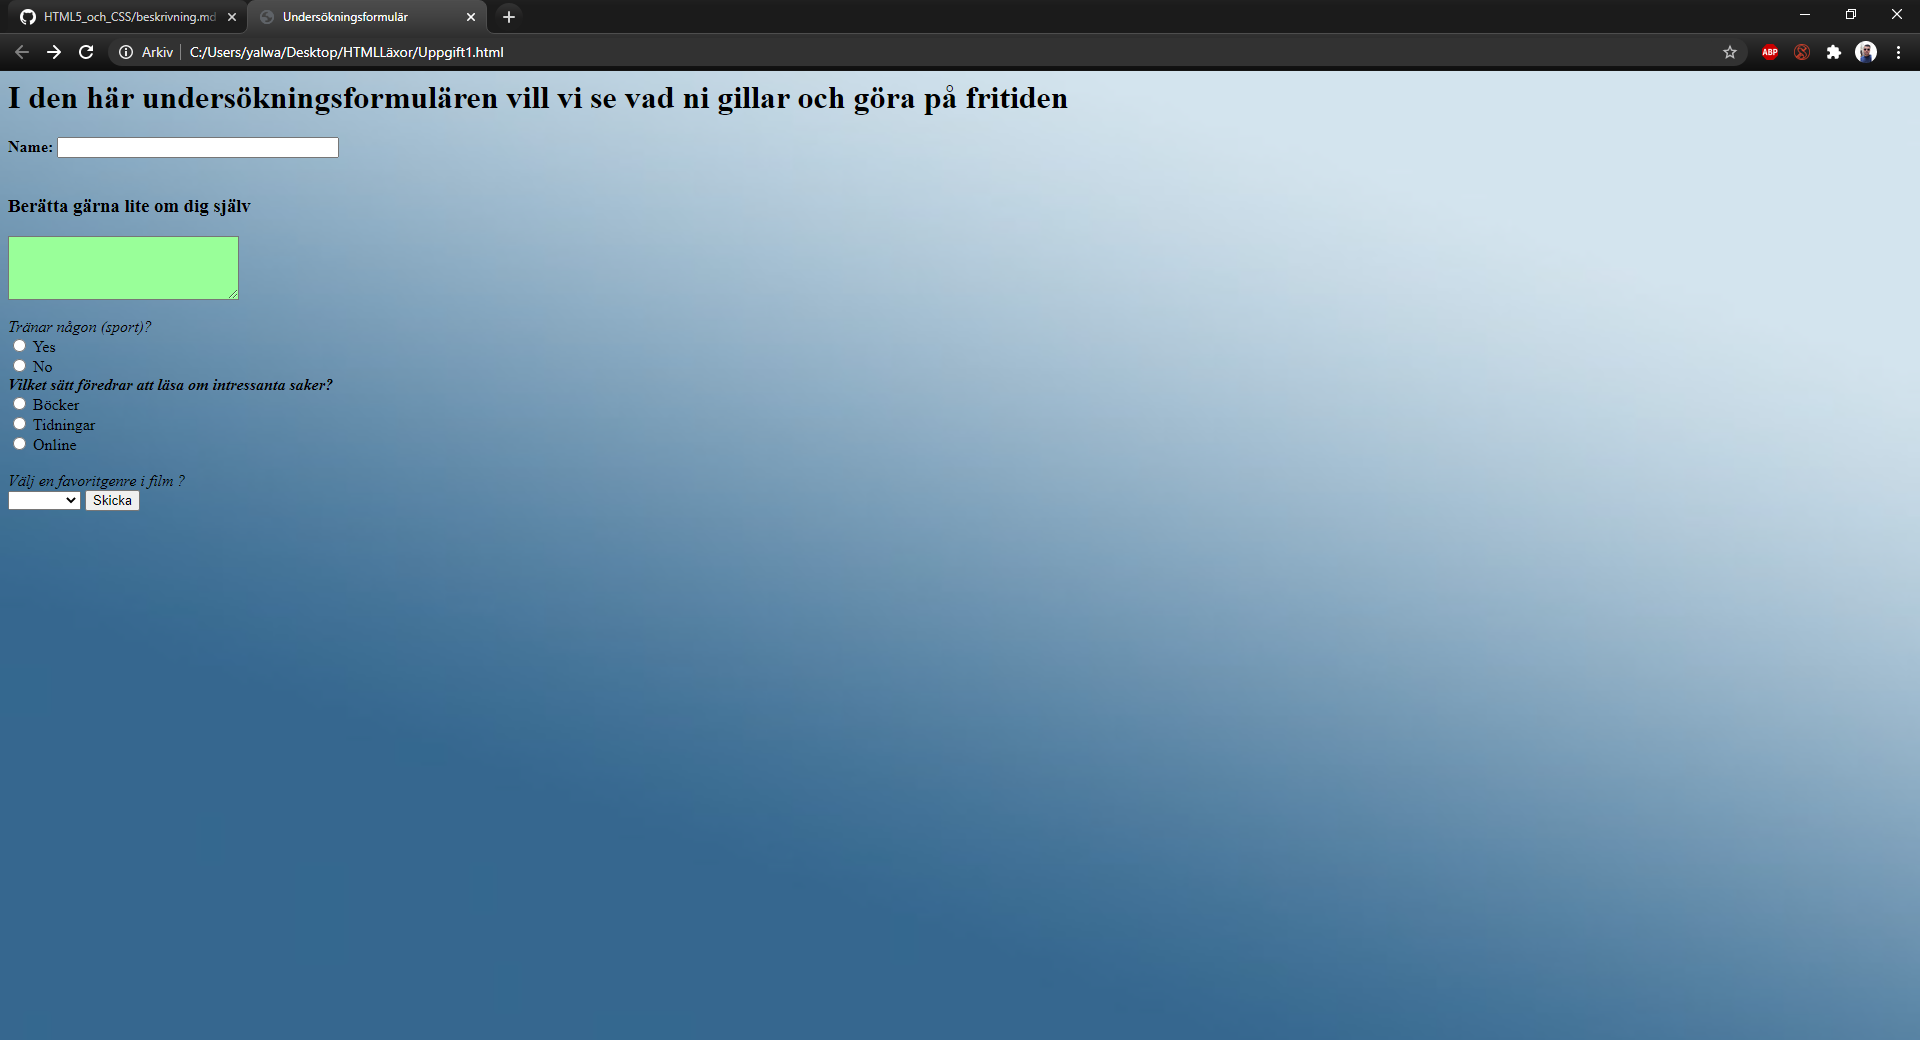 HTML5_och_CSS/beskrivning.md
Undersökningsformulär
Arkiv
C:/Users/yalwa/Desktop/HTMLLäxor/Uppgift1.html
ABP
I den här undersökningsformulären vill vi se vad ni gillar och göra på fritiden
Name:
Berätta gärna lite om dig själv
Tränar någon (sport)?
Yes
No
Vilket sätt föredrar att läsa om intressanta saker?
Böcker
Tidningar
Online
Välj en favoritgenre i film ?
Skicka